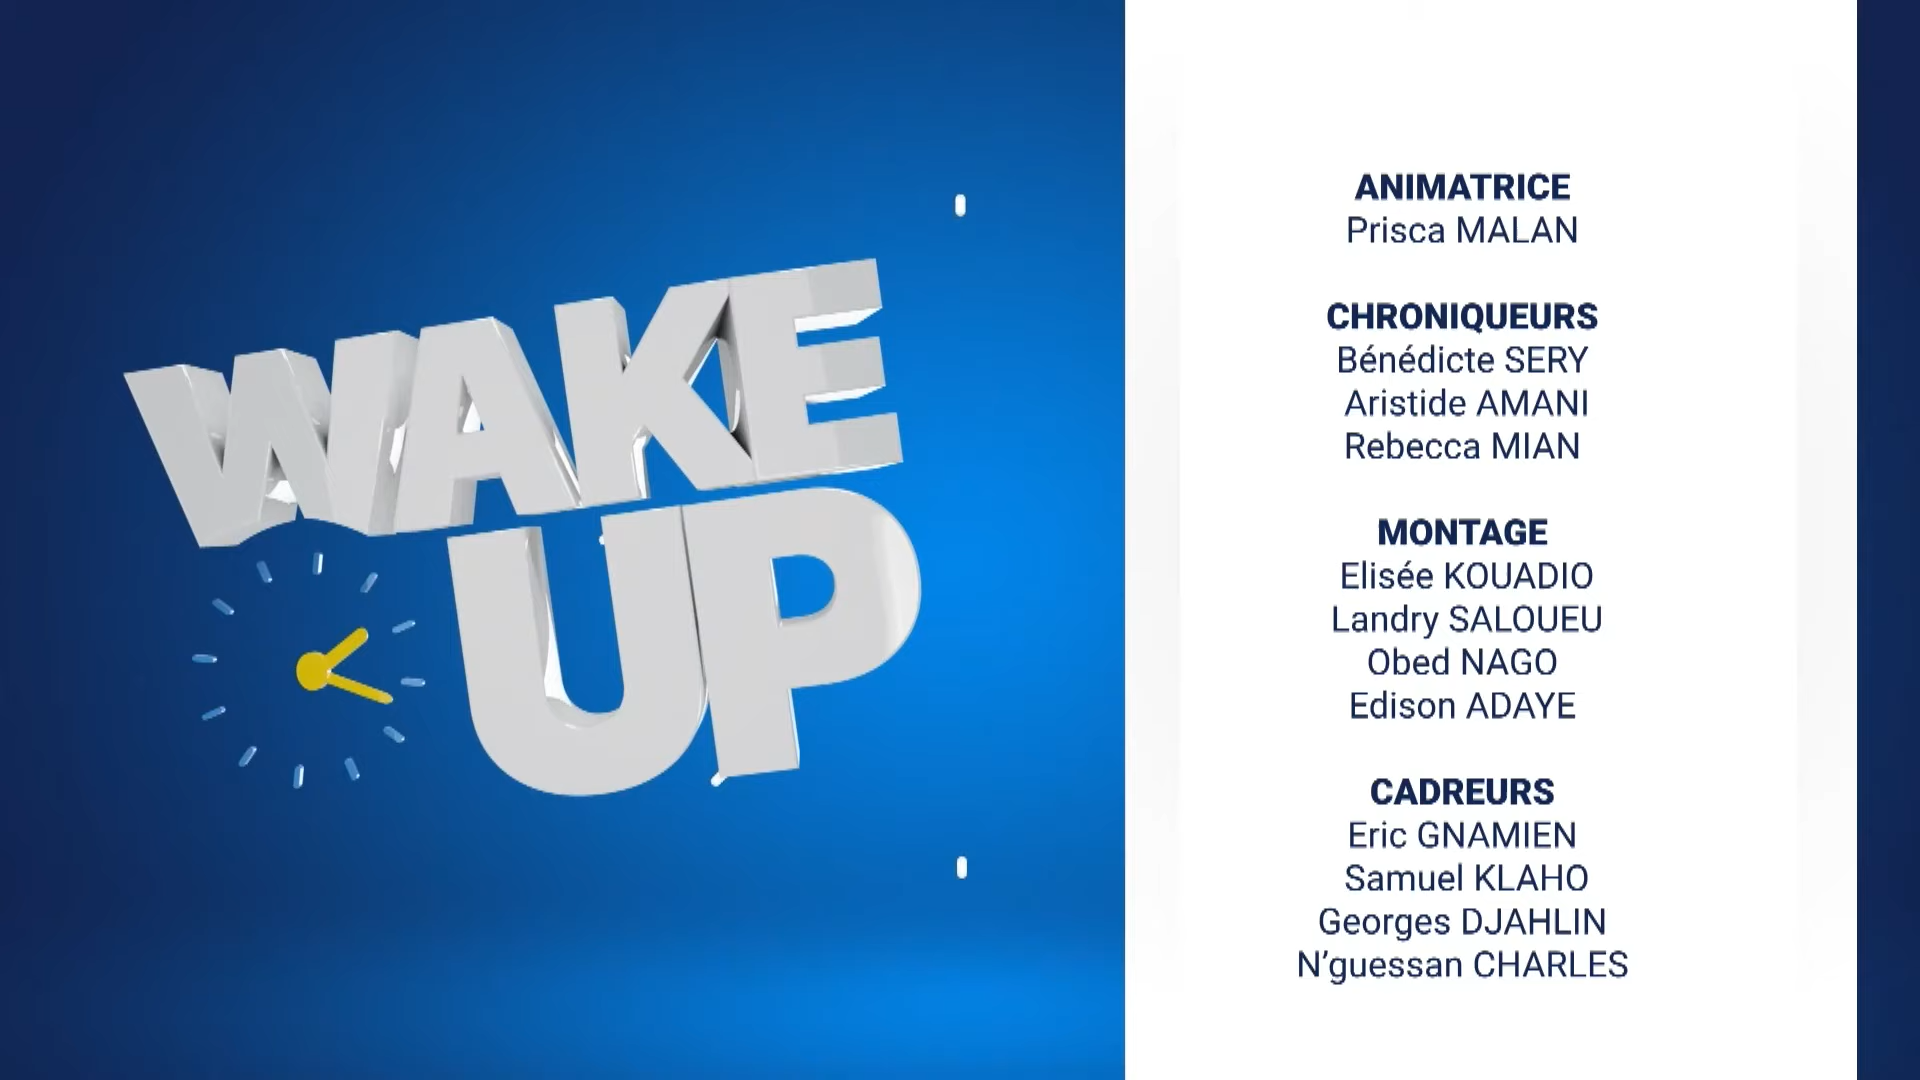 WAKE
UP
ANIMATRICE
Prisca MALAN
CHRONIQUEURS
Bénédicte SERY
Aristide AMANI
Rebecca MIAN
MONTAGE
Elisée KOUADIO
Landry SALOUEU
Obed NAGO
Edison ADAYE
CADREURS
Eric GNAMIEN
Samuel KLAHO
Georges DJAHLIN
N’guessan CHARLES